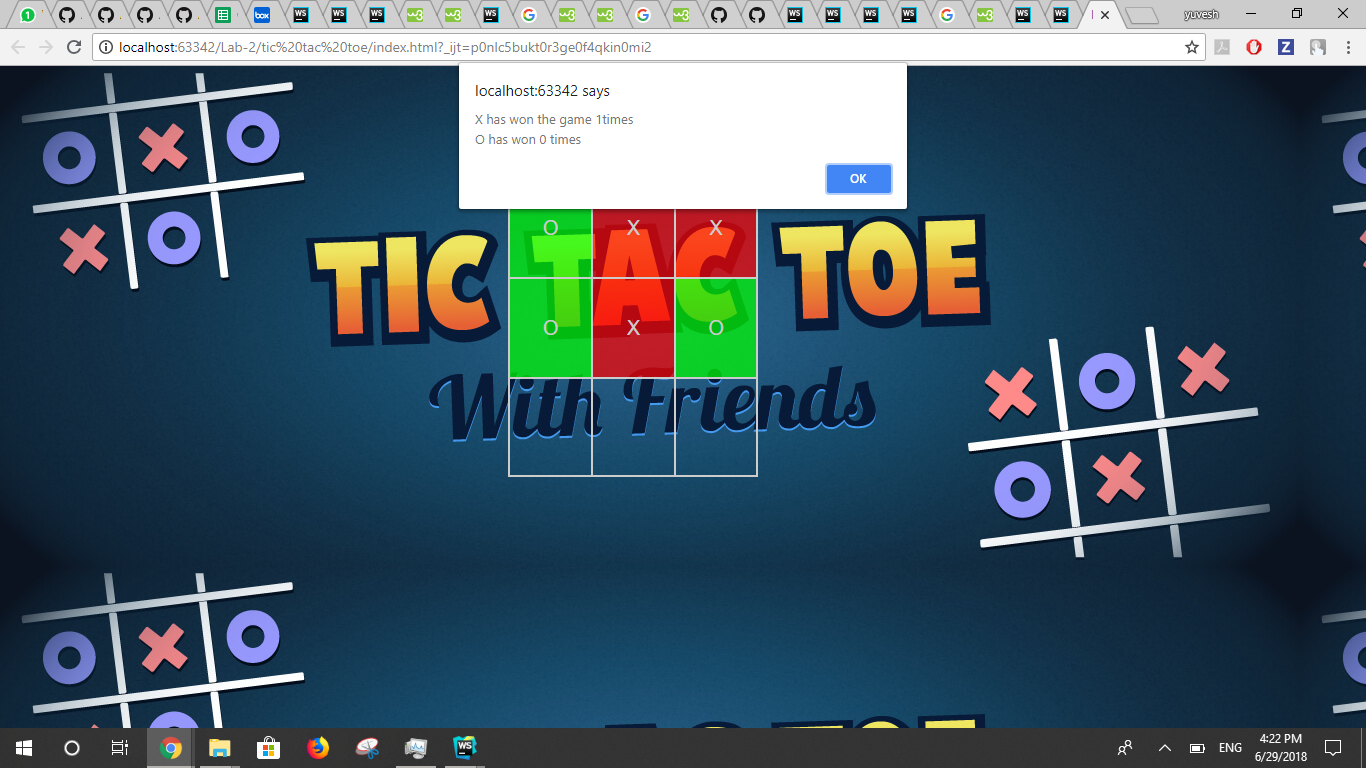 yuvesh
localhost:63342/Lab-2/tic%20tac%20toe/index.html?_ijt=p0nlc5bukt0r3ge0f4qkin0mi2
localhost:63342 says
X has won the game 1times
O has won 0 times
OK
O X X
TIC TAC TOE
O X O
With Friends
TOE
ENG
4:22 PM
6/29/2018